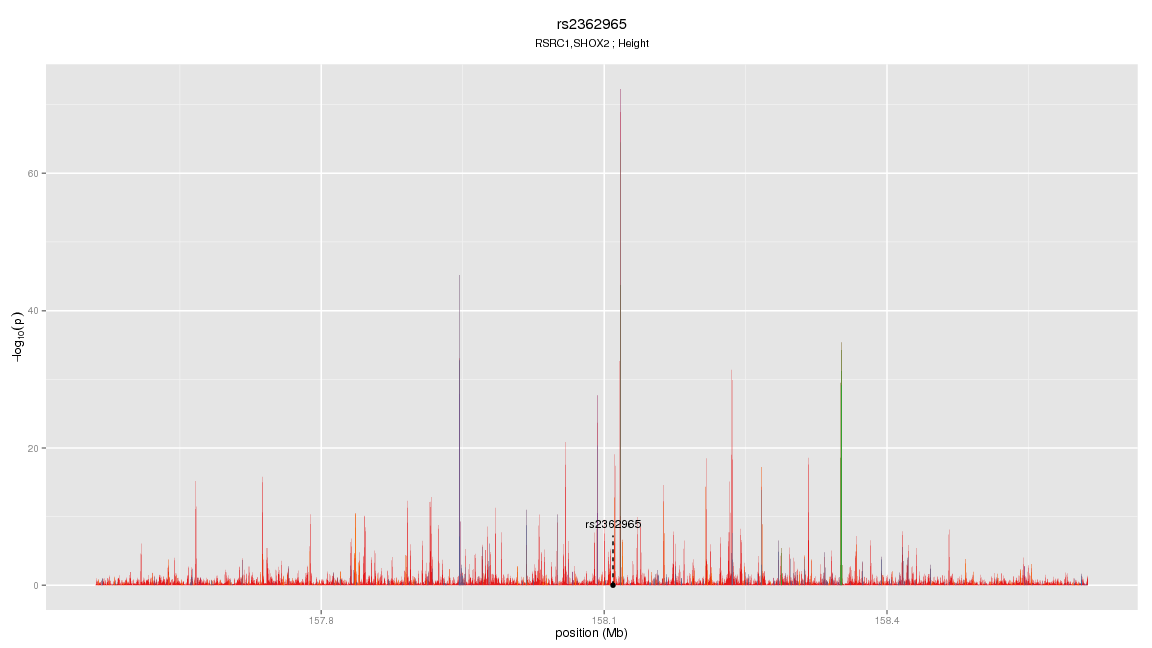 rs2362965
RSRC1,SHOX2 ; Height
60
40
20
0
−log10(p)
rs2362965
157.8
158.1
158.4
position (Mb)